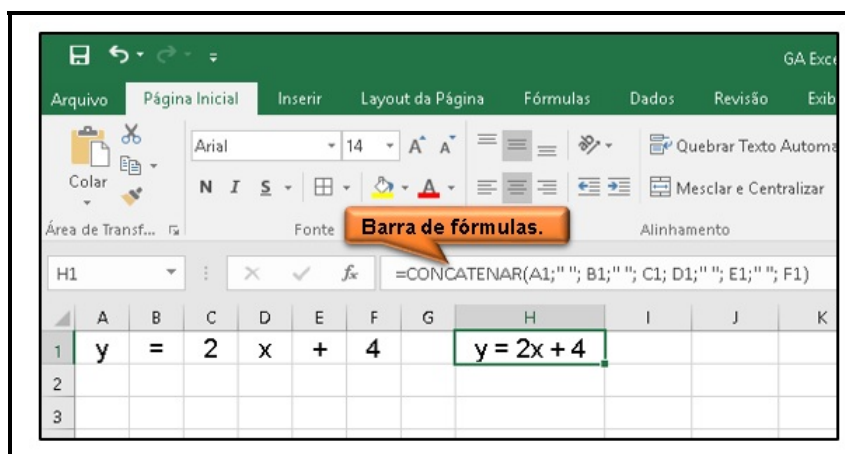 GA Exce
Arquivo Página Inicial Inserir Layout da Página Fórmulas Dados Revisão Exib
Arial 14 A A Quebrar Texto Automa
Colar N I S A Mesclar e Centralizar
Área de Transf... Fonte Alinhamento
Barra de fórmulas.
H1 fx =CONCATENAR(A1;" "; B1;" "; C1; D1;" "; E1;" "; F1)
A B C D E F G H I J K
1 y = 2 x + 4 y = 2x + 4
2
3